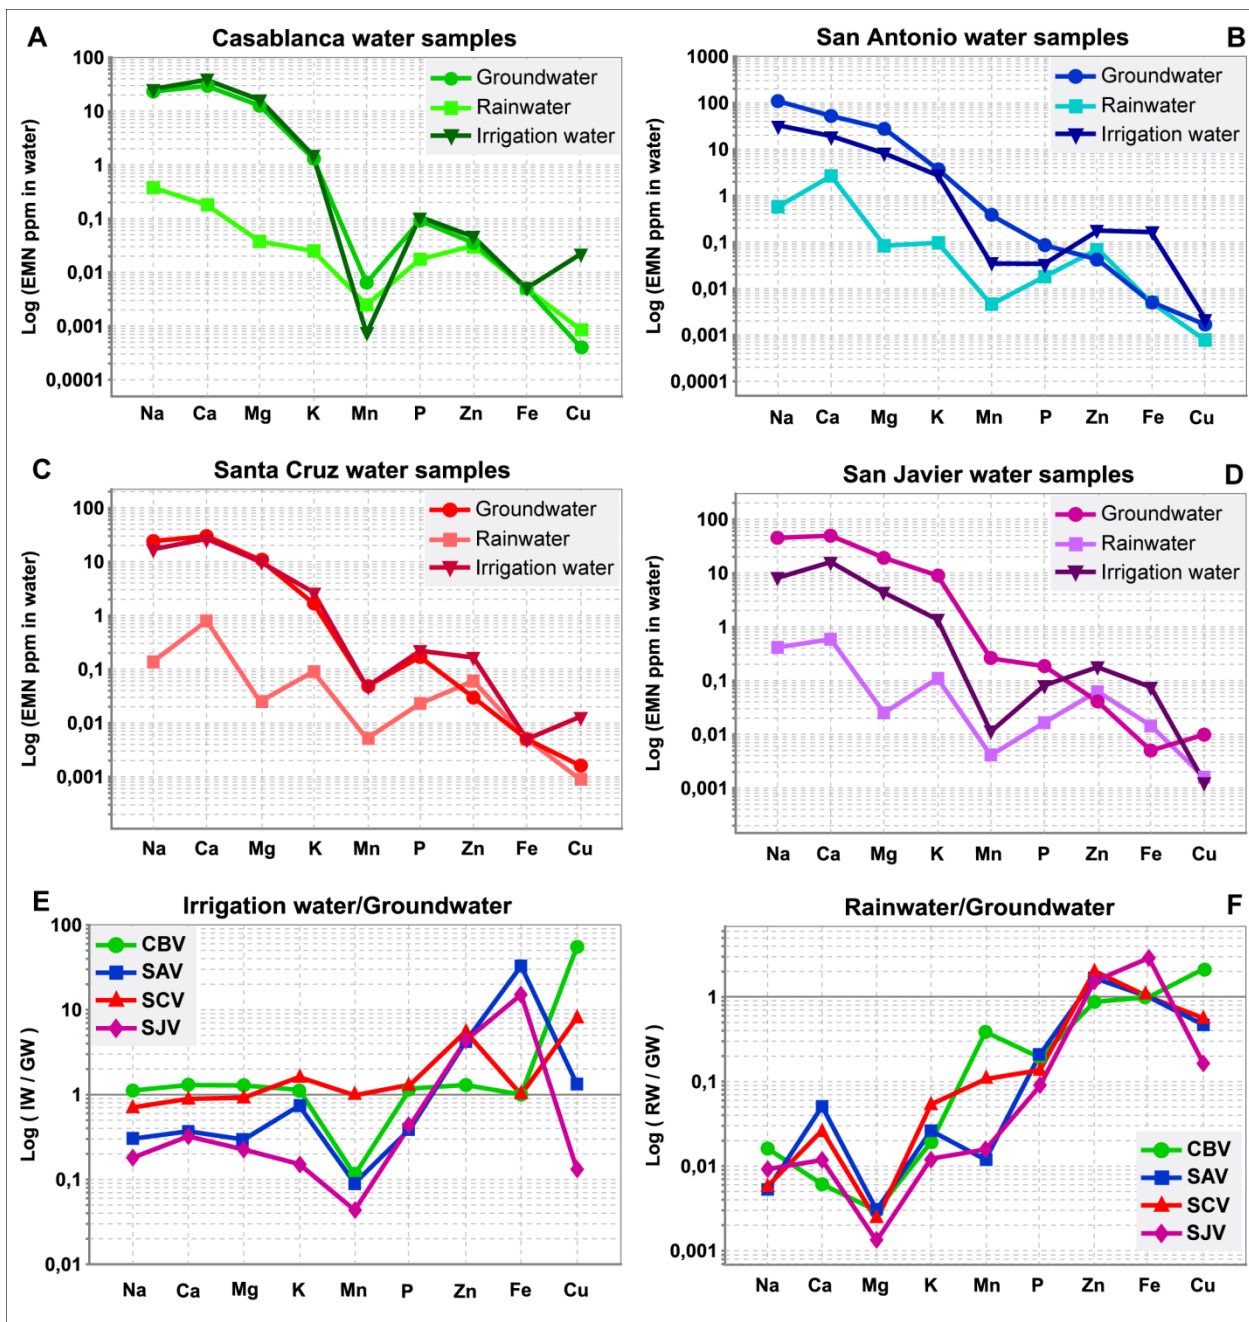 A
Casablanca water samples
Log (EMN ppm in water)
100
10
1
0,1
0,01
0,001
0,0001
Groundwater
Rainwater
Irrigation water
Na Ca Mg K Mn P Zn Fe Cu
B
San Antonio water samples
Log (EMN ppm in water)
1000
100
10
1
0,1
0,01
0,001
0,0001
Groundwater
Rainwater
Irrigation water
Na Ca Mg K Mn P Zn Fe Cu
C
Santa Cruz water samples
Log (EMN ppm in water)
100
10
1
0,1
0,01
0,001
Groundwater
Rainwater
Irrigation water
Na Ca Mg K Mn P Zn Fe Cu
D
San Javier water samples
Log (EMN ppm in water)
100
10
1
0,1
0,01
0,001
Groundwater
Rainwater
Irrigation water
Na Ca Mg K Mn P Zn Fe Cu
E
Irrigation water/Groundwater
Log ( IW / GW )
100
10
1
0,1
0,01
CBV
SAV
SCV
SJV
Na Ca Mg K Mn P Zn Fe Cu
F
Rainwater/Groundwater
Log ( RW / GW )
1
0,1
0,01
0,001
CBV
SAV
SCV
SJV
Na Ca Mg K Mn P Zn Fe Cu